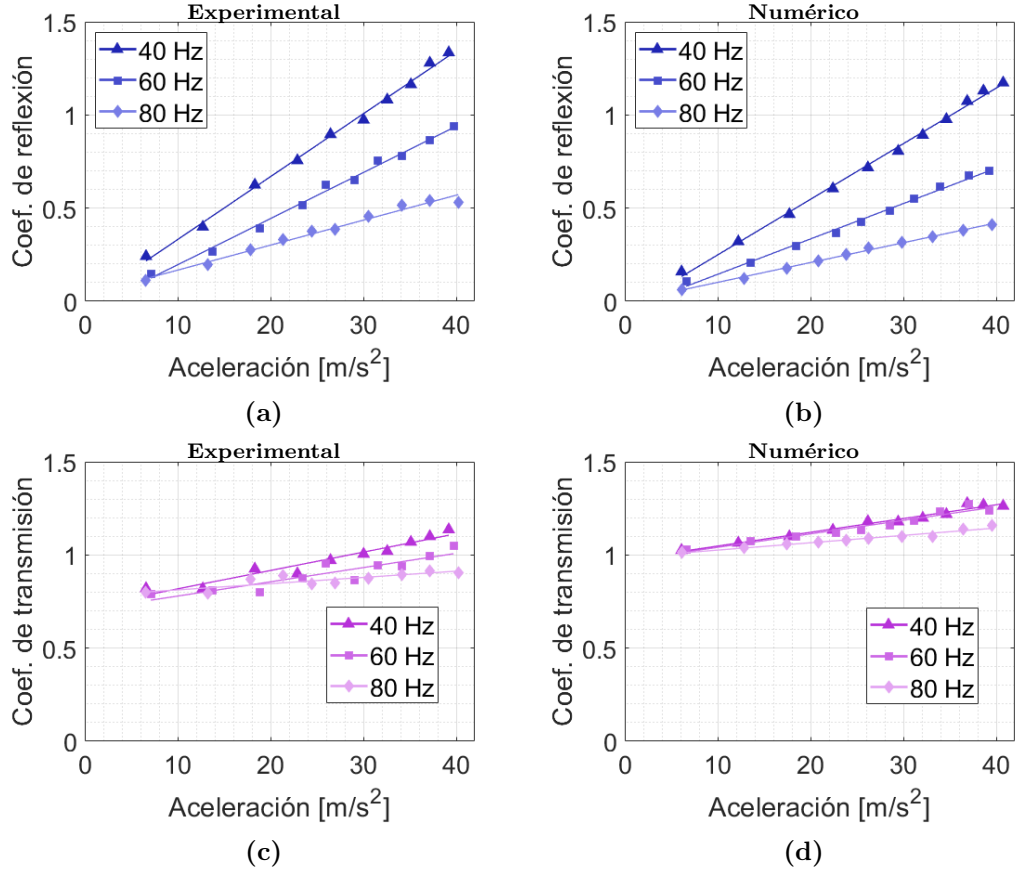 Experimental
1.5
1
0.5
0
Coef. de reflexión
40 Hz
60 Hz
80 Hz
0 10 20 30 40
Aceleración [m/s²]
(a)
Numérico
1.5
1
0.5
0
Coef. de reflexión
40 Hz
60 Hz
80 Hz
0 10 20 30 40
Aceleración [m/s²]
(b)
Experimental
1.5
1
0.5
0
Coef. de transmisión
40 Hz
60 Hz
80 Hz
0 10 20 30 40
Aceleración [m/s²]
(c)
Numérico
1.5
1
0.5
0
Coef. de transmisión
40 Hz
60 Hz
80 Hz
0 10 20 30 40
Aceleración [m/s²]
(d)